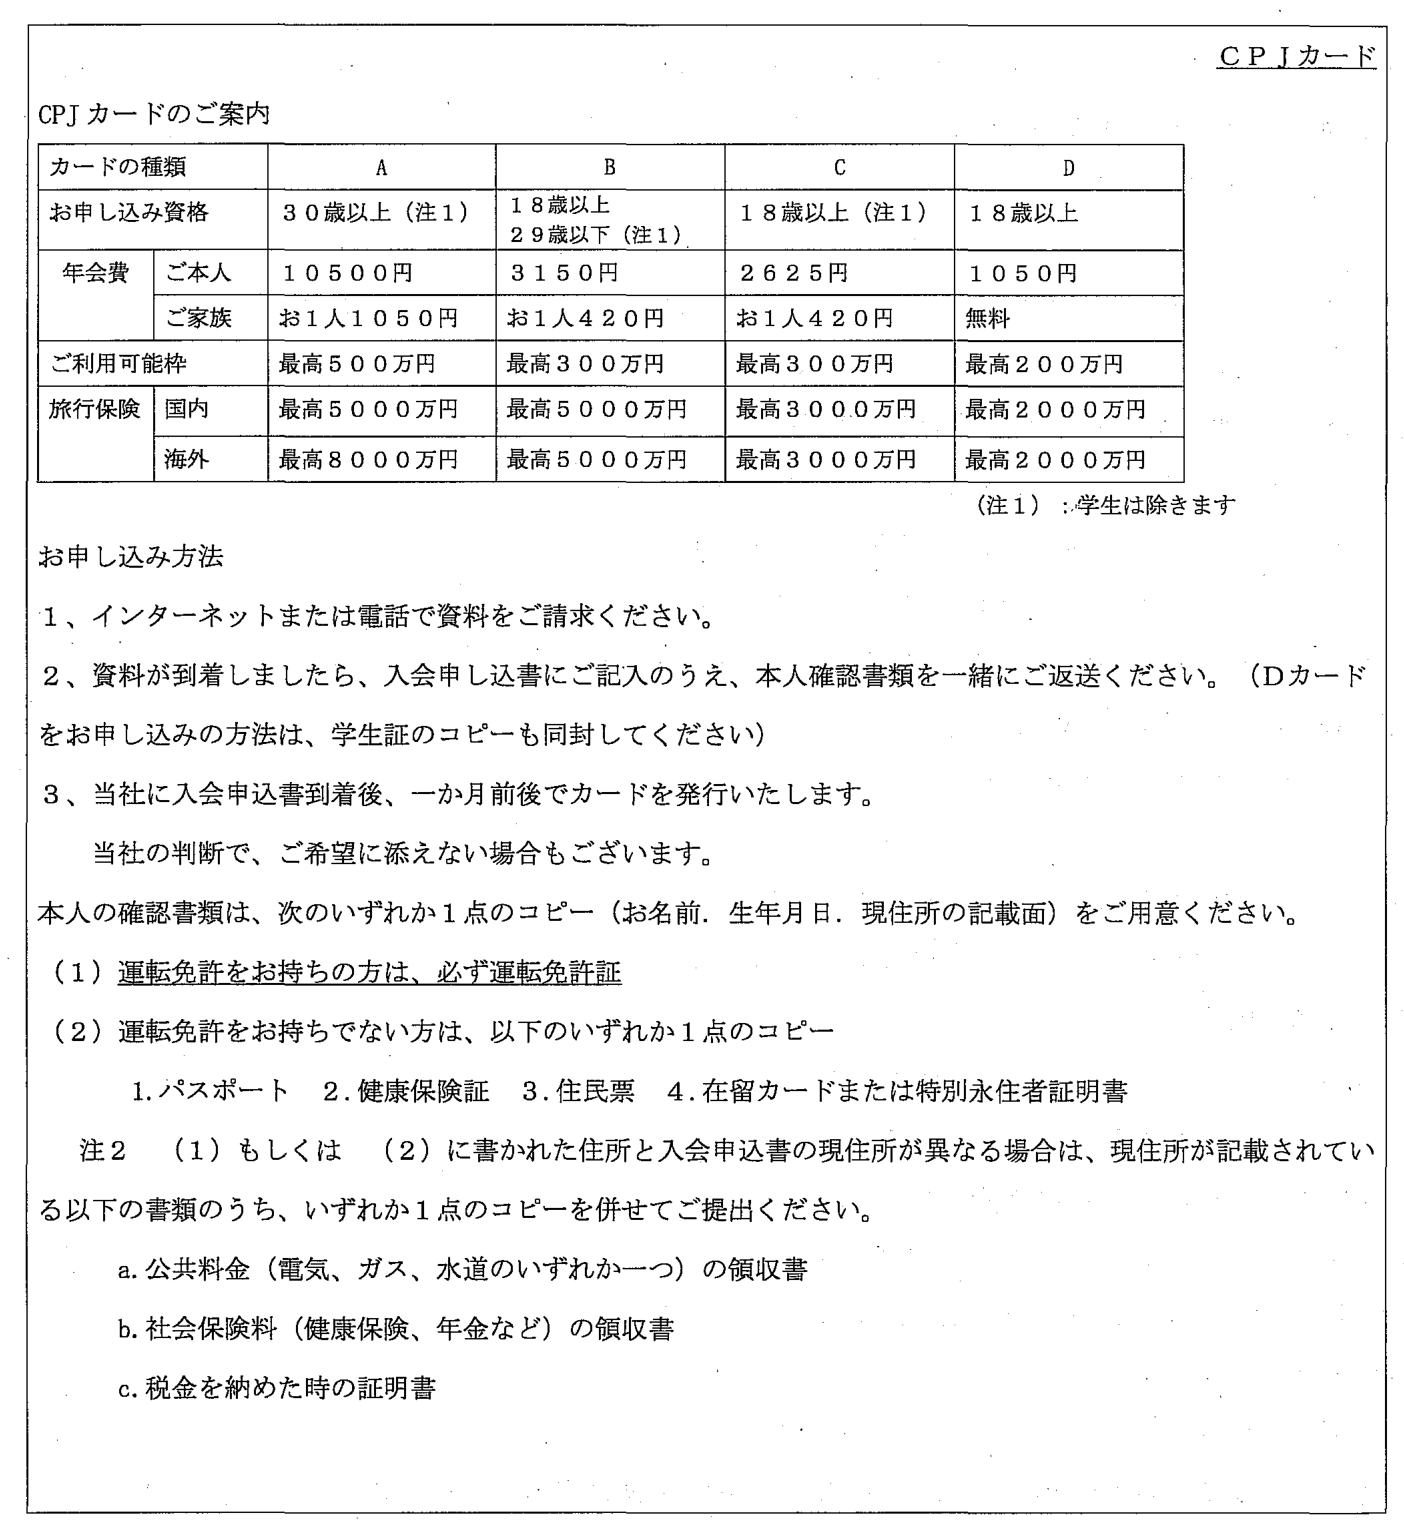 ＣＰＪカード
CPJ カードのご案内
カードの種類 A B C D
お申し込み資格 ３０歳以上（注１） １８歳以上 １８歳以上（注１） １８歳以上
２９歳以下（注１）
年会費 ご本人 １０５００円 ３１５０円 ２６２５円 １０５０円
ご家族 お１人１０５０円 お１人４２０円 お１人４２０円 無料
ご利用可能枠 最高５００万円 最高３００万円 最高３００万円 最高２００万円
旅行保険 国内 最高５０００万円 最高５０００万円 最高３０００万円 最高２０００万円
海外 最高８０００万円 最高５０００万円 最高３０００万円 最高２０００万円
（注１）：学生は除きます
お申し込み方法
１、インターネットまたは電話で資料をご請求ください。
２、資料が到着しましたら、入会申し込書にご記入のうえ、本人確認書類を一緒にご返送ください。（Ｄカード
をお申し込みの方法は、学生証のコピーも同封してください）
３、当社に入会申込書到着後、一か月前後でカードを発行いたします。
当社の判断で、ご希望に添えない場合もございます。
本人の確認書類は、次のいずれか１点のコピー（お名前．生年月日．現住所の記載面）をご用意ください。
（１）運転免許をお持ちの方は、必ず運転免許証
（２）運転免許をお持ちでない方は、以下のいずれか１点のコピー
１.パスポート　２.健康保険証　３.住民票　４.在留カードまたは特別永住者証明書
注２　（１）もしくは　（２）に書かれた住所と入会申込書の現住所が異なる場合は、現住所が記載されてい
る以下の書類のうち、いずれか１点のコピーを併せてご提出ください。
a.公共料金（電気、ガス、水道のいずれか一つ）の領収書
b.社会保険料（健康保険、年金など）の領収書
c.税金を納めた時の証明書